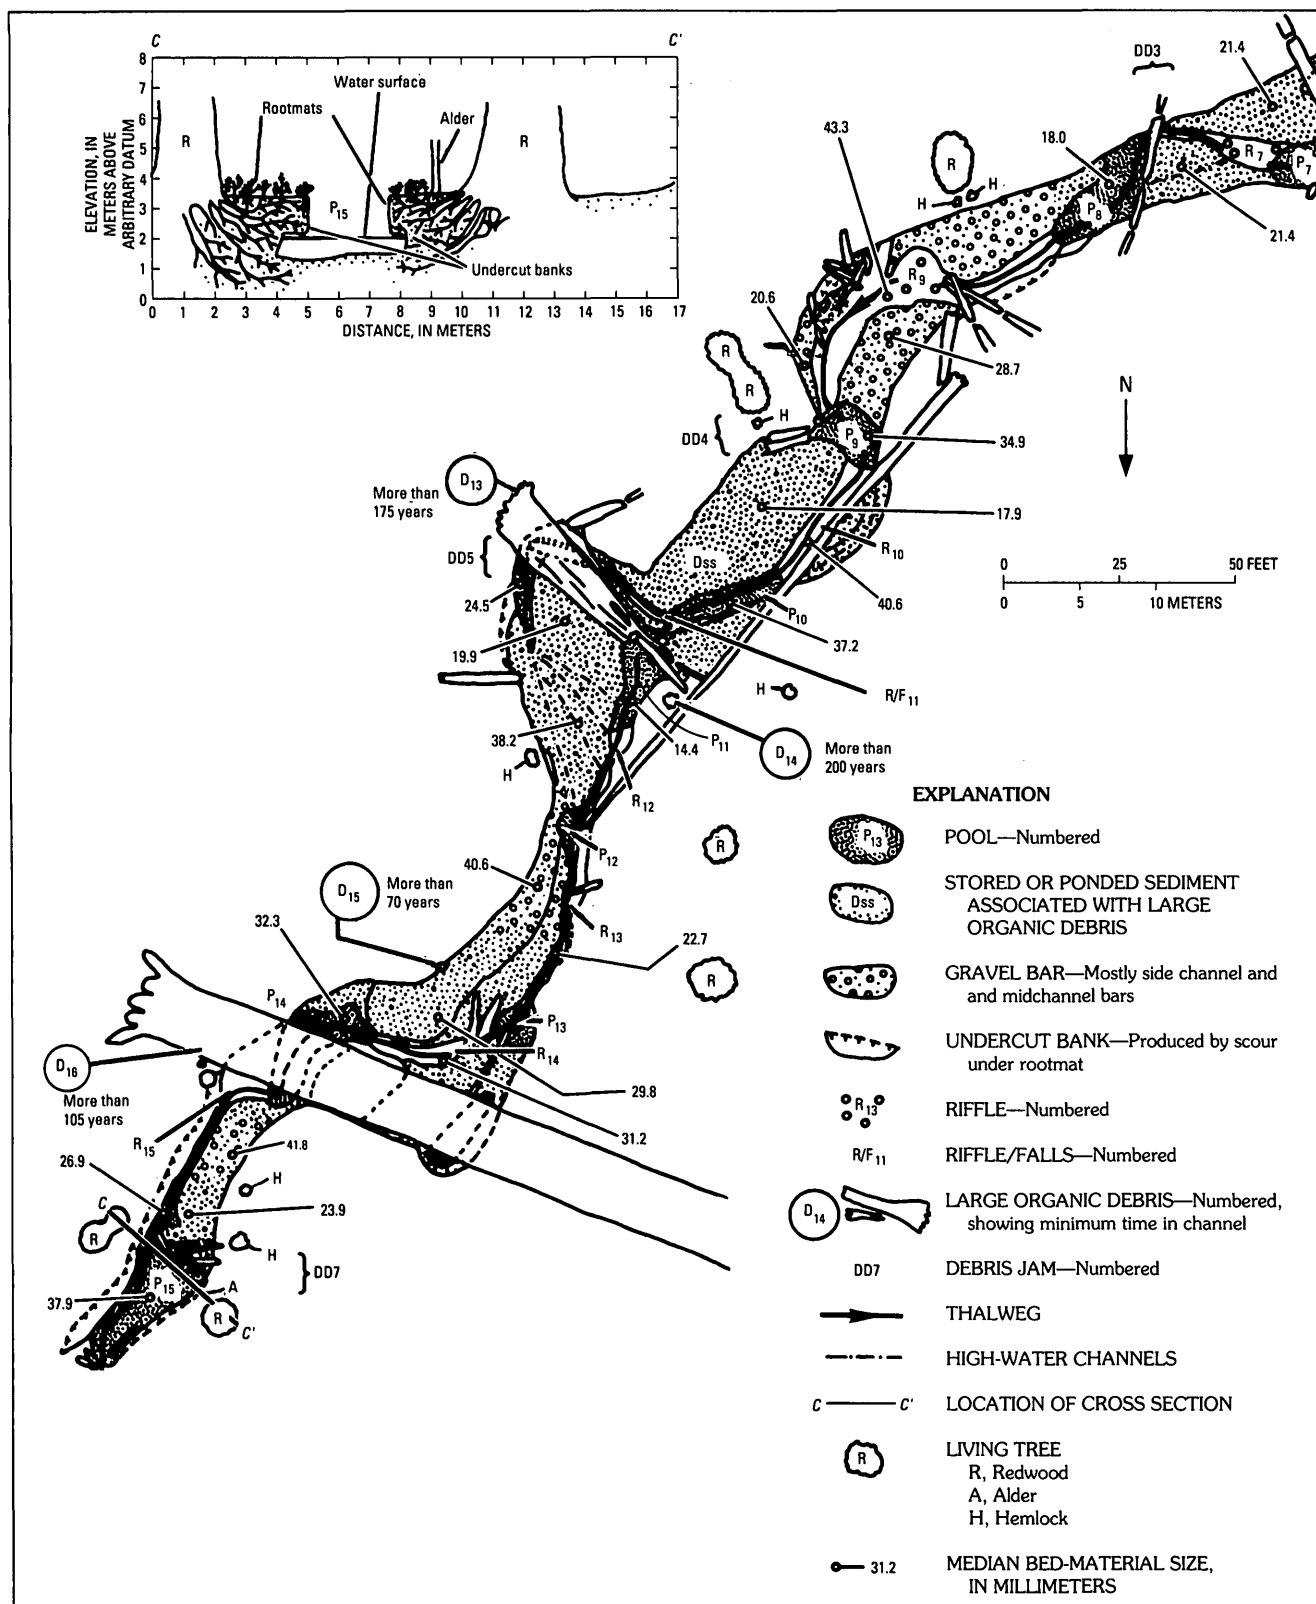 C
C'
8
7
6
5
4
3
2
1
0
ELEVATION, IN
METERS ABOVE
ARBITRARY DATUM
Water surface
Rootmats
Alder
R
R
P15
Undercut banks
0 1 2 3 4 5 6 7 8 9 10 11 12 13 14 15 16 17
DISTANCE, IN METERS
DD3
21.4
43.3
18.0
R
H
H
R7
P7
P8
21.4
R9
20.6
R
R
28.7
N
H
DD4
P9
34.9
D13
More than
175 years
17.9
R10
DD5
Dss
0 25 50 FEET
0 5 10 METERS
24.5
40.6
P10
37.2
19.9
R/F11
H
38.2
14.4
P11
D14
More than
200 years
H
R12
R
P12
40.6
D15
More than
70 years
R13
32.3
22.7
R
P14
P13
R14
D16
More than
105 years
29.8
31.2
R15
41.8
26.9
H
C
23.9
R
H
DD7
P15
A
37.9
R
C'
EXPLANATION
P13 POOL—Numbered
Dss STORED OR PONDED SEDIMENT
ASSOCIATED WITH LARGE
ORGANIC DEBRIS
GRAVEL BAR—Mostly side channel and
and midchannel bars
UNDERCUT BANK—Produced by scour
under rootmat
R13 RIFFLE—Numbered
R/F11 RIFFLE/FALLS—Numbered
D14 LARGE ORGANIC DEBRIS—Numbered,
showing minimum time in channel
DD7 DEBRIS JAM—Numbered
THALWEG
HIGH-WATER CHANNELS
C C' LOCATION OF CROSS SECTION
R LIVING TREE
R, Redwood
A, Alder
H, Hemlock
31.2 MEDIAN BED-MATERIAL SIZE,
IN MILLIMETERS